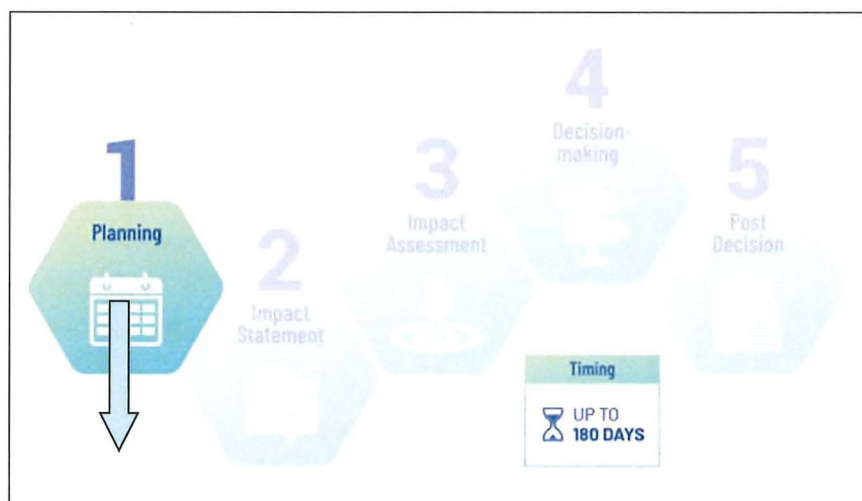 1
Planning
2
Impact
Statement
3
Impact
Assessment
4
Decision-
making
5
Post
Decision
Timing
UP TO
180 DAYS